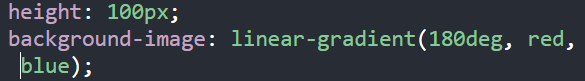 height: 100px;
background-image: linear-gradient(180deg, red,
blue);